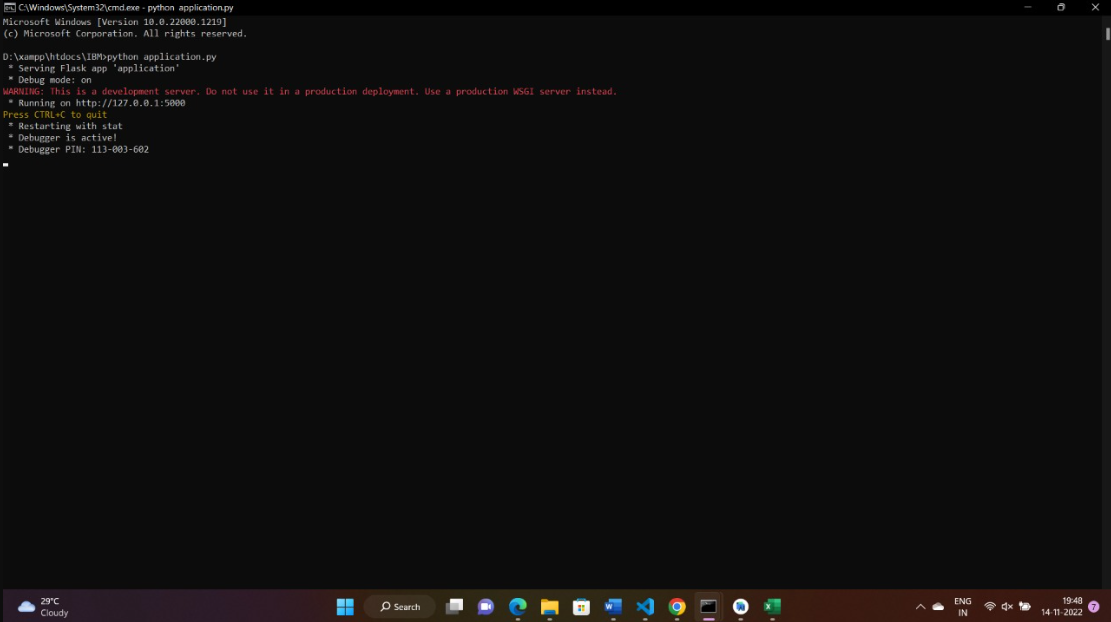 C:\Windows\System32\cmd.exe - python application.py
Microsoft Windows [Version 10.0.22000.1219]
(c) Microsoft Corporation. All rights reserved.
D:\xampp\htdocs\IBM>python application.py
* Serving Flask app 'application'
* Debug mode: on
WARNING: This is a development server. Do not use it in a production deployment. Use a production WSGI server instead.
* Running on http://127.0.0.1:5000
Press CTRL+C to quit
* Restarting with stat
* Debugger is active!
* Debugger PIN: 113-003-602
29°C
Cloudy
Search
ENG
IN
19:48
14-11-2022
7